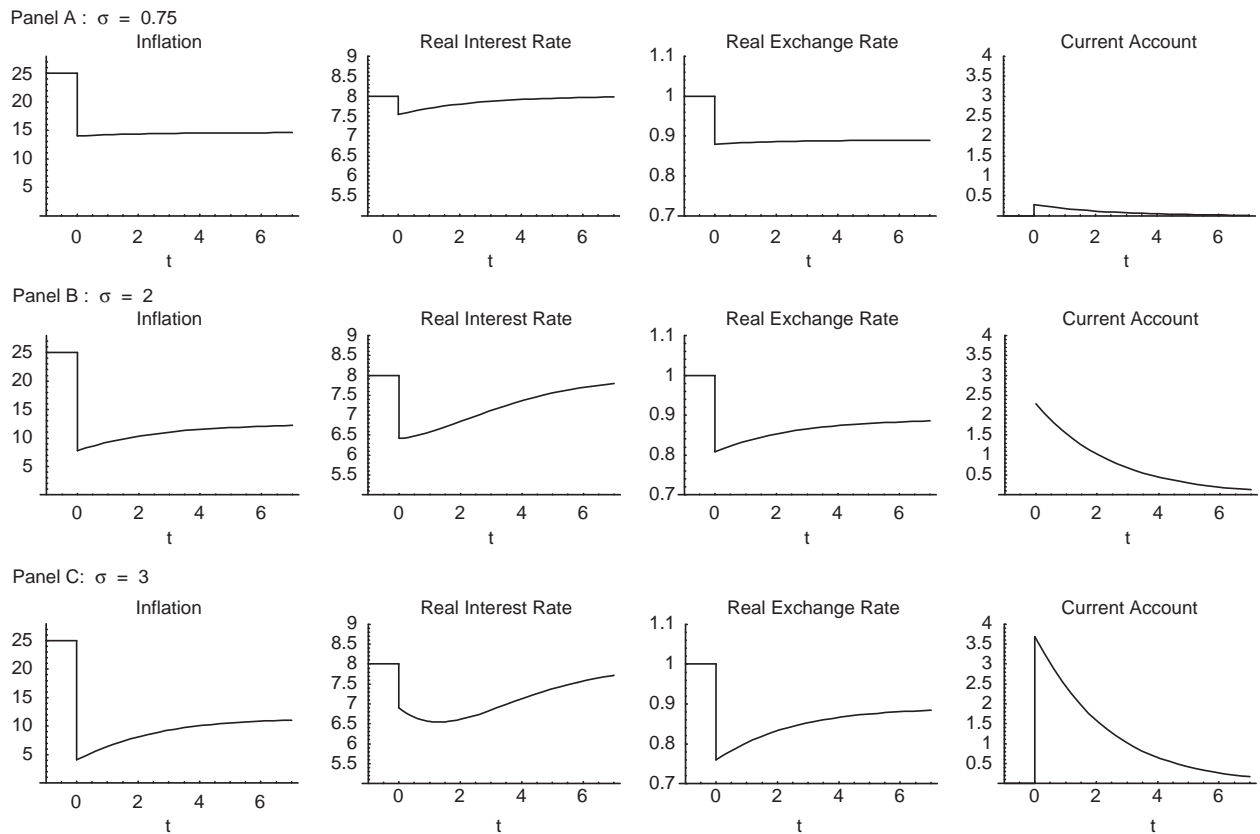 Panel A : σ = 0.75
Inflation
Real Interest Rate
Real Exchange Rate
Current Account
25
20
15
10
5
0 2 4 6
t
9
8.5
8
7.5
7
6.5
6
5.5
0 2 4 6
t
1.1
1
0.9
0.8
0.7
0 2 4 6
t
4
3.5
3
2.5
2
1.5
1
0.5
0 2 4 6
t
Panel B : σ = 2
Inflation
Real Interest Rate
Real Exchange Rate
Current Account
25
20
15
10
5
0 2 4 6
t
9
8.5
8
7.5
7
6.5
6
5.5
0 2 4 6
t
1.1
1
0.9
0.8
0.7
0 2 4 6
t
4
3.5
3
2.5
2
1.5
1
0.5
0 2 4 6
t
Panel C: σ = 3
Inflation
Real Interest Rate
Real Exchange Rate
Current Account
25
20
15
10
5
0 2 4 6
t
9
8.5
8
7.5
7
6.5
6
5.5
0 2 4 6
t
1.1
1
0.9
0.8
0.7
0 2 4 6
t
4
3.5
3
2.5
2
1.5
1
0.5
0 2 4 6
t